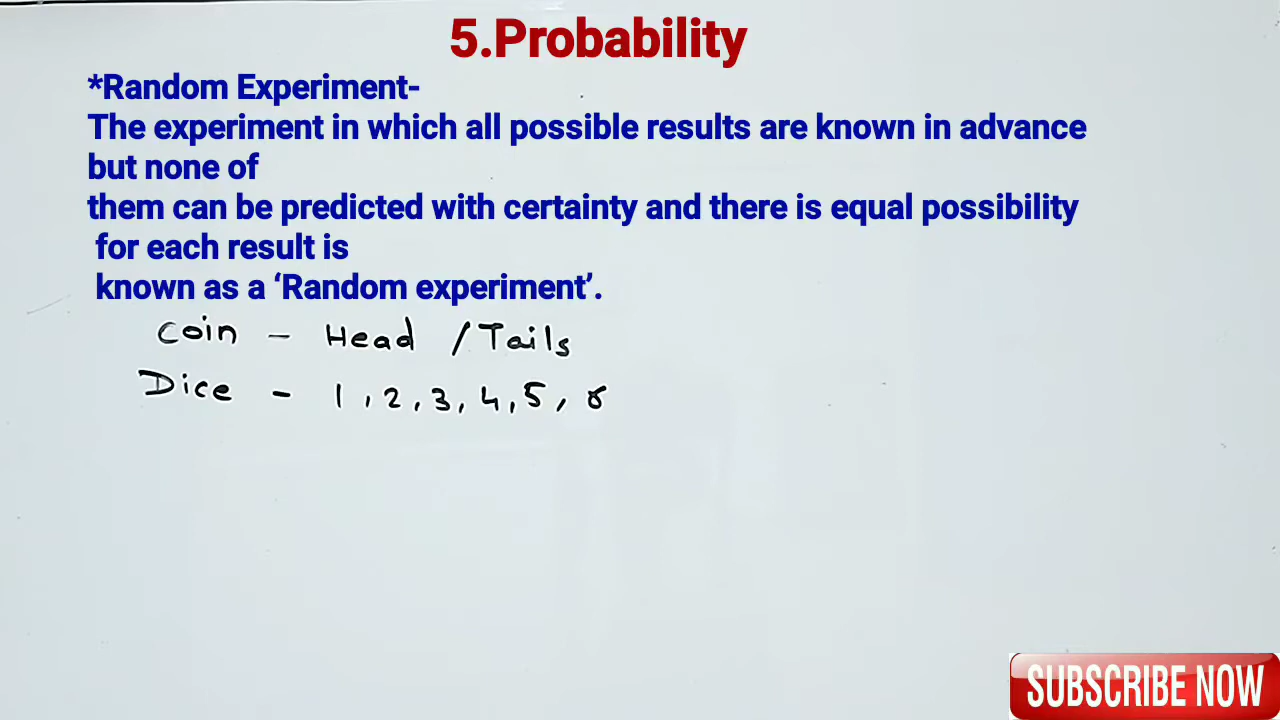 5.Probability
*Random Experiment-
The experiment in which all possible results are known in advance
but none of
them can be predicted with certainty and there is equal possibility
for each result is
known as a ‘Random experiment’.
Coin - Head / Tails
Dice - 1, 2, 3, 4, 5, 6
SUBSCRIBE NOW